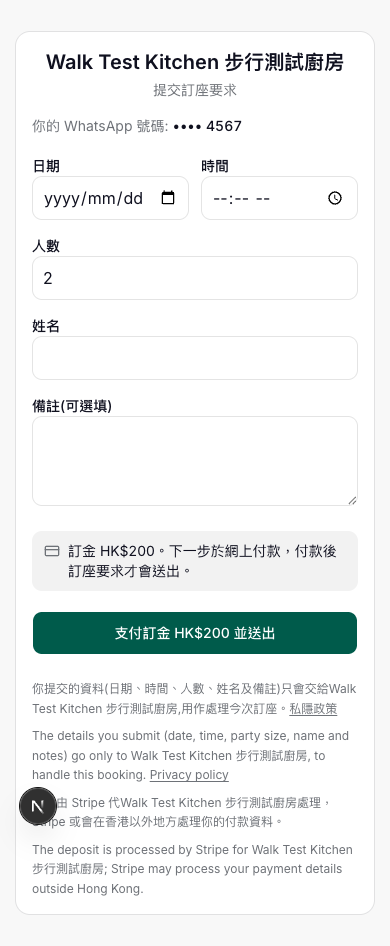 Walk Test Kitchen 步行測試廚房
提交訂座要求
你的 WhatsApp 號碼: •••• 4567
日期
時間
yyyy/mm/dd
--:-- --
人數
2
姓名
備註(可選填)
訂金 HK$200。下一步於網上付款，付款後
訂座要求才會送出。
支付訂金 HK$200 並送出
你提交的資料(日期、時間、人數、姓名及備註)只會交給Walk
Test Kitchen 步行測試廚房,用作處理今次訂座。私隱政策
The details you submit (date, time, party size, name and
notes) go only to Walk Test Kitchen 步行測試廚房, to
handle this booking. Privacy policy
由 Stripe 代Walk Test Kitchen 步行測試廚房處理，
Stripe 或會在香港以外地方處理你的付款資料。
The deposit is processed by Stripe for Walk Test Kitchen
步行測試廚房; Stripe may process your payment details
outside Hong Kong.
N